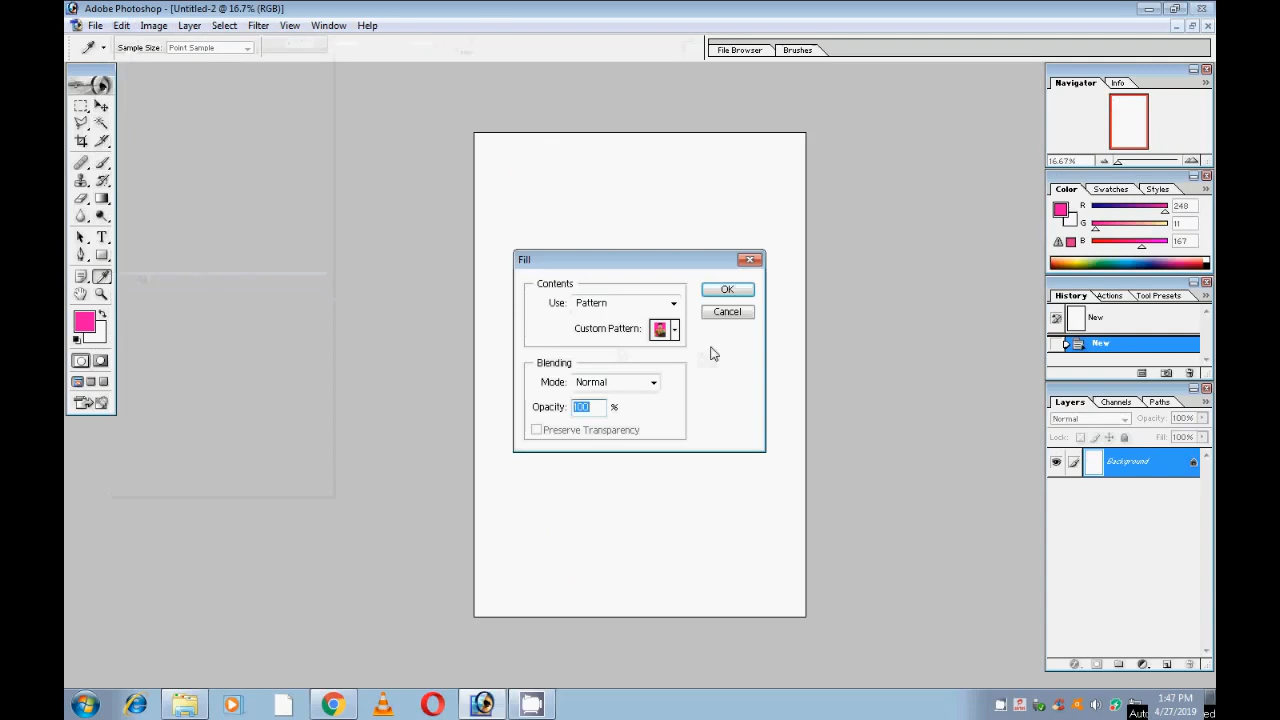 Adobe Photoshop - [Untitled-2 @ 16.7% (RGB)]
File Edit Image Layer Select Filter View Window Help
Sample Size: Point Sample
File Browser Brushes
Navigator Info
16.67%
Color Swatches Styles
R 248
G 11
B 167
History Actions Tool Presets
New
New
Layers Channels Paths
Normal Opacity: 100%
Lock: Fill: 100%
Background
Fill
Contents
Use: Pattern
Custom Pattern:
OK
Cancel
Blending
Mode: Normal
Opacity: 100 %
Preserve Transparency
1:47 PM
4/27/2019